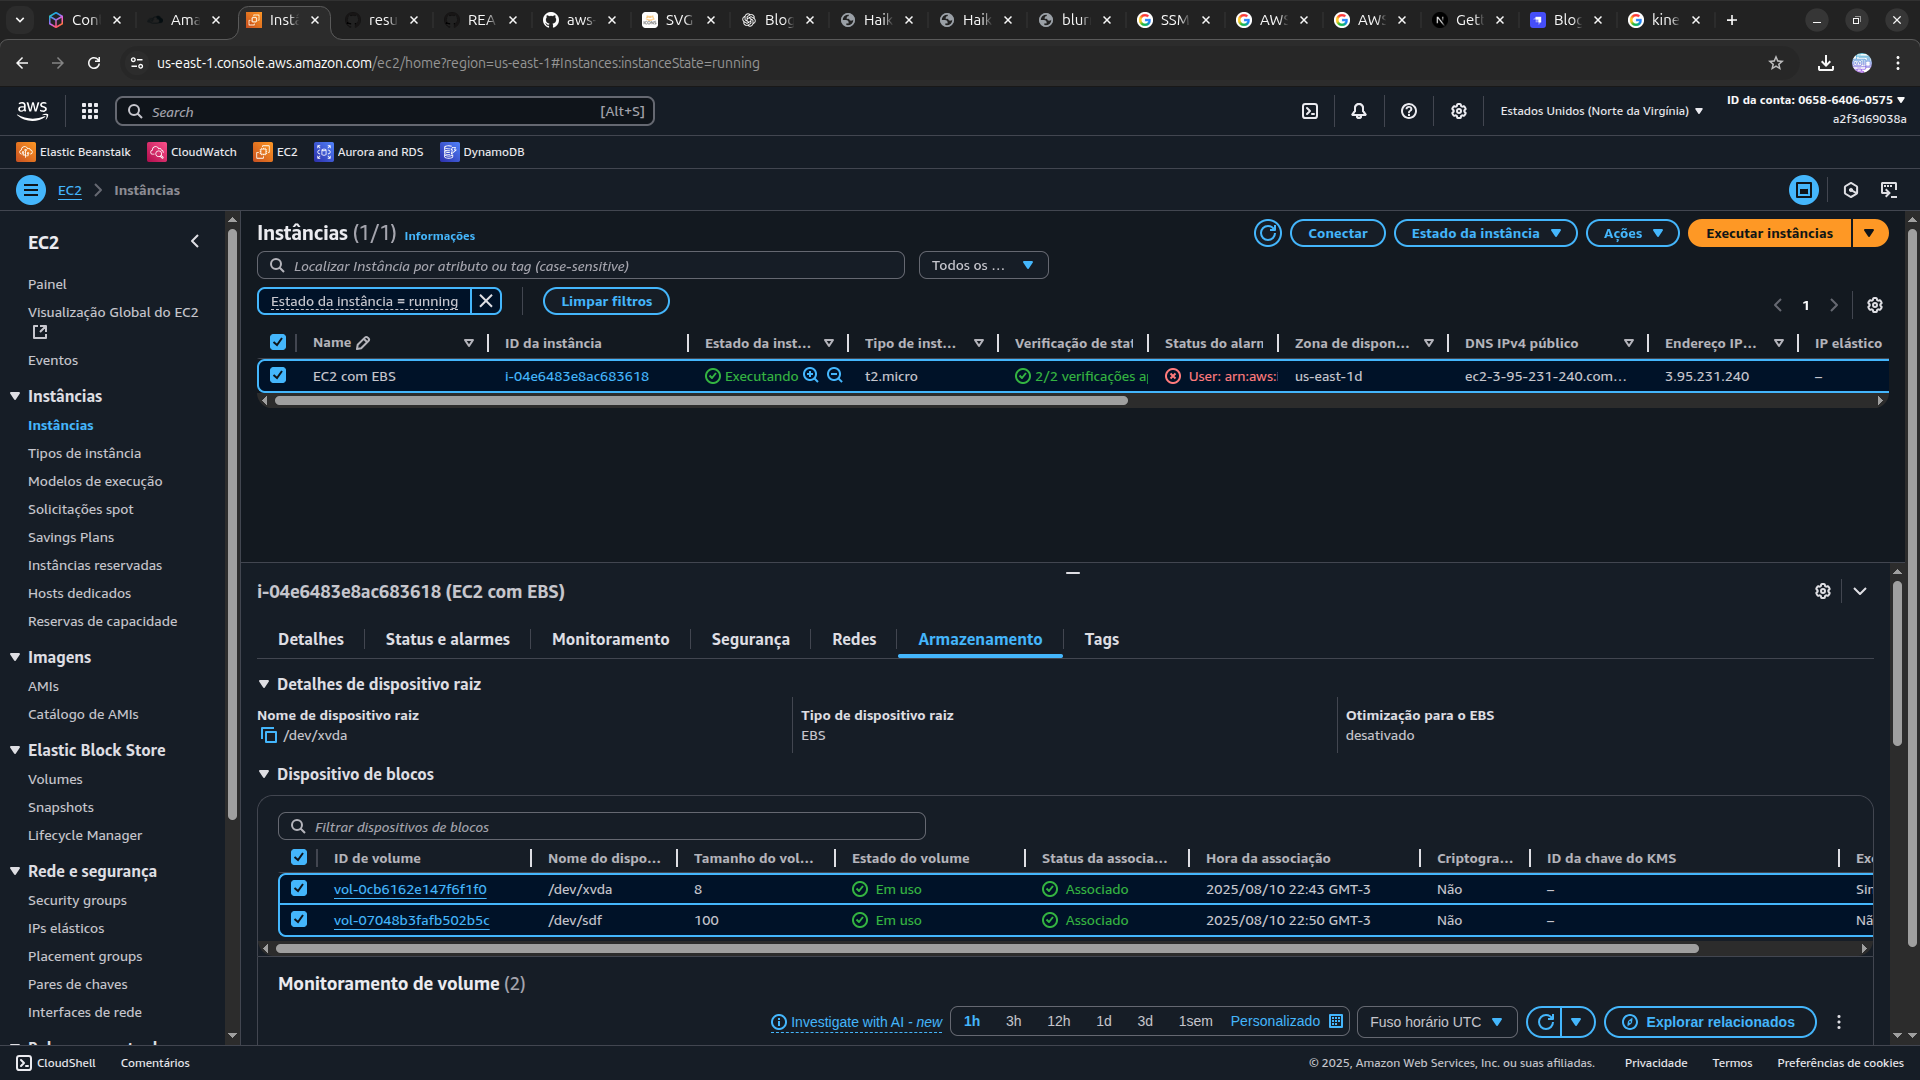 Con
Ama
Insta
resu
REA
aws-
SVG
Blog
Haik
Haik
blur
SSM
AWS
AWS
Getl
Blog
kine
us-east-1.console.aws.amazon.com/ec2/home?region=us-east-1#Instances:instanceState=running
aws
Search [Alt+S]
Estados Unidos (Norte da Virgínia)
ID da conta: 0658-6406-0575
a2f3d69038a
Elastic Beanstalk CloudWatch EC2 Aurora and RDS DynamoDB
EC2 Instâncias
EC2
Painel
Visualização Global do EC2
Eventos
Instâncias
Instâncias
Tipos de instância
Modelos de execução
Solicitações spot
Savings Plans
Instâncias reservadas
Hosts dedicados
Reservas de capacidade
Imagens
AMIs
Catálogo de AMIs
Elastic Block Store
Volumes
Snapshots
Lifecycle Manager
Rede e segurança
Security groups
IPs elásticos
Placement groups
Pares de chaves
Interfaces de rede
Instâncias (1/1) Informações
Conectar Estado da instância Ações Executar instâncias
Localizar Instância por atributo ou tag (case-sensitive) Todos os ...
Estado da instância = running Limpar filtros
1
Name ID da instância Estado da inst... Tipo de inst... Verificação de stat Status do alarn Zona de dispon... DNS IPv4 público Endereço IP... IP elástico
EC2 com EBS i-04e6483e8ac683618 Executando t2.micro 2/2 verificações a User: arn:aws: us-east-1d ec2-3-95-231-240.com... 3.95.231.240 –
i-04e6483e8ac683618 (EC2 com EBS)
Detalhes Status e alarmes Monitoramento Segurança Redes Armazenamento Tags
Detalhes de dispositivo raiz
Nome de dispositivo raiz Tipo de dispositivo raiz Otimização para o EBS
/dev/xvda EBS desativado
Dispositivo de blocos
Filtrar dispositivos de blocos
ID de volume Nome do dispo... Tamanho do vol... Estado do volume Status da associa... Hora da associação Criptogra... ID da chave do KMS Exc
vol-0cb6162e147f6f1f0 /dev/xvda 8 Em uso Associado 2025/08/10 22:43 GMT-3 Não – Sin
vol-07048b3fafb502b5c /dev/sdf 100 Em uso Associado 2025/08/10 22:50 GMT-3 Não – Nã
Monitoramento de volume (2)
Investigate with AI - new 1h 3h 12h 1d 3d 1sem Personalizado Fuso horário UTC Explorar relacionados
CloudShell Comentários © 2025, Amazon Web Services, Inc. ou suas afiliadas. Privacidade Termos Preferências de cookies